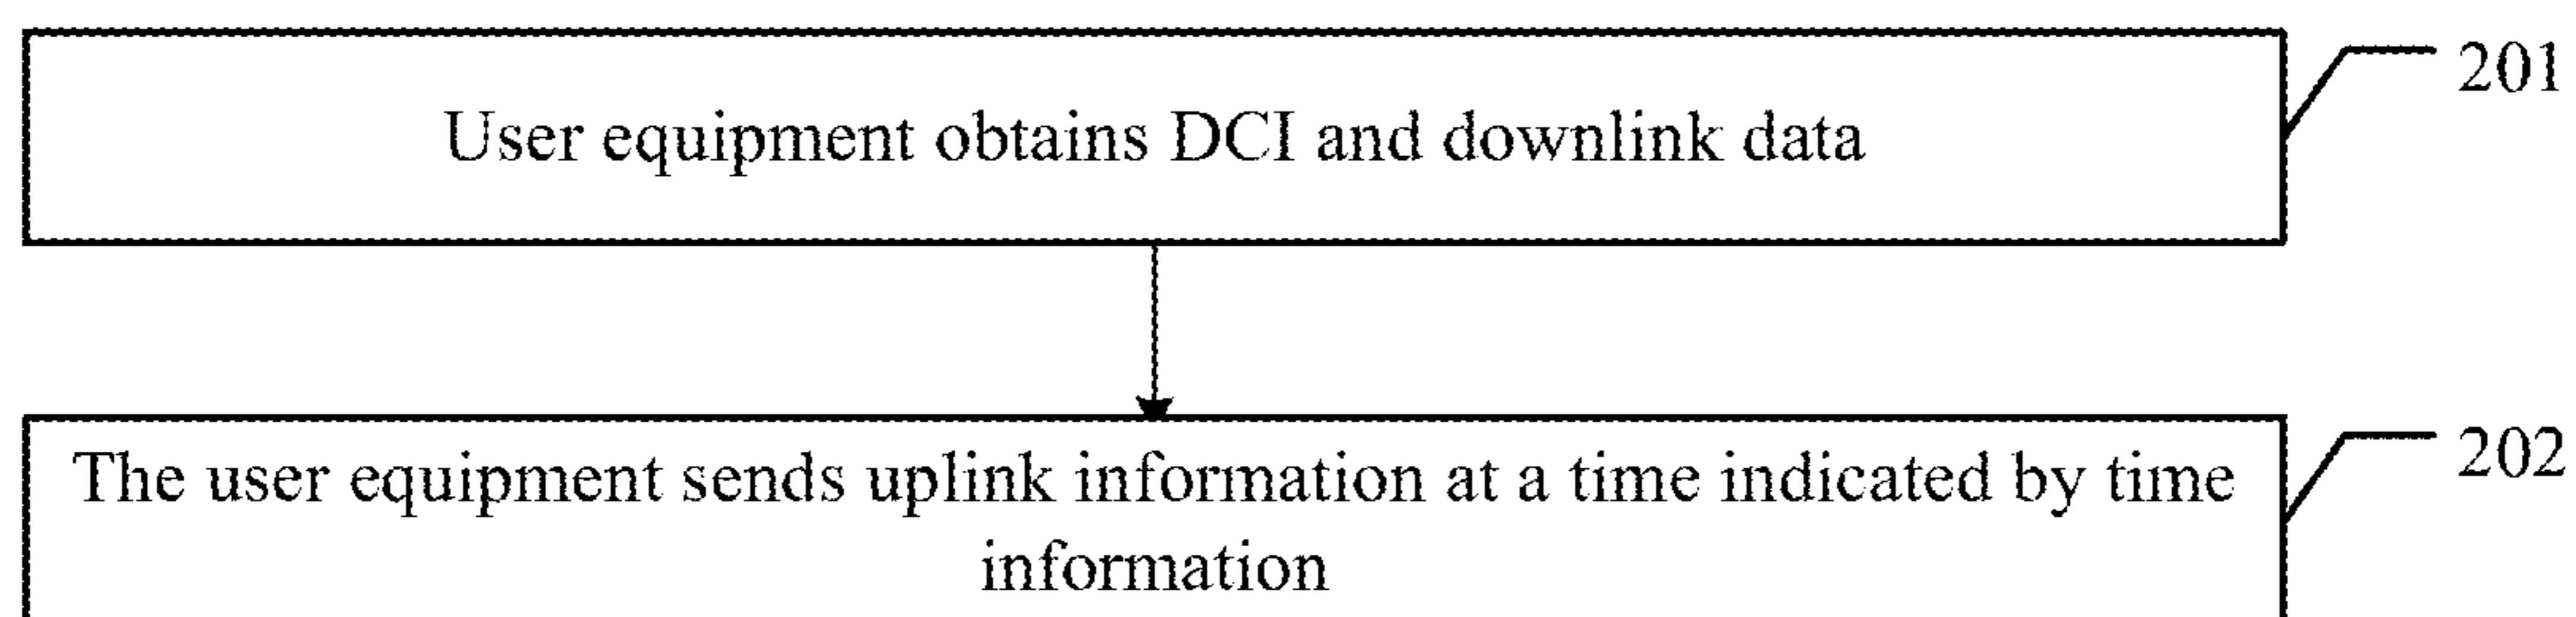 User equipment obtains DCI and downlink data
201
The user equipment sends uplink information at a time indicated by time
information
202